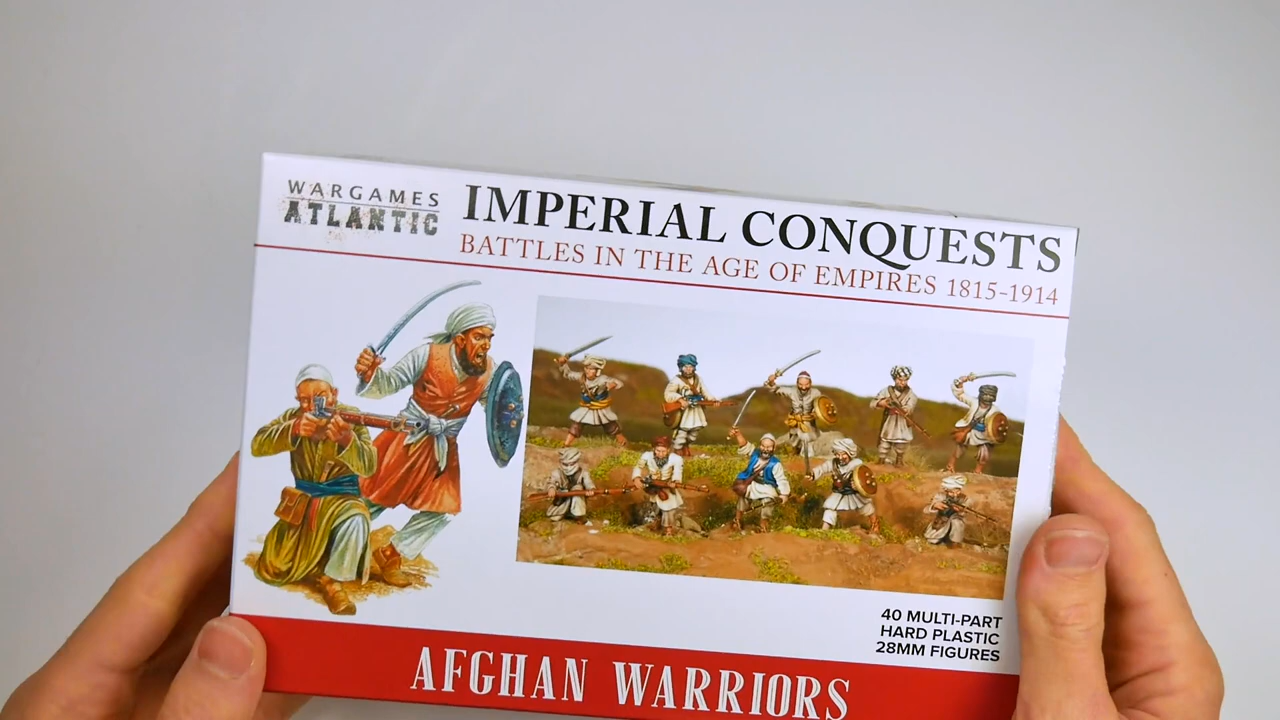 WARGAMES
ATLANTIC
IMPERIAL CONQUESTS
BATTLES IN THE AGE OF EMPIRES 1815-1914
40 MULTI-PART
HARD PLASTIC
28MM FIGURES
AFGHAN WARRIORS